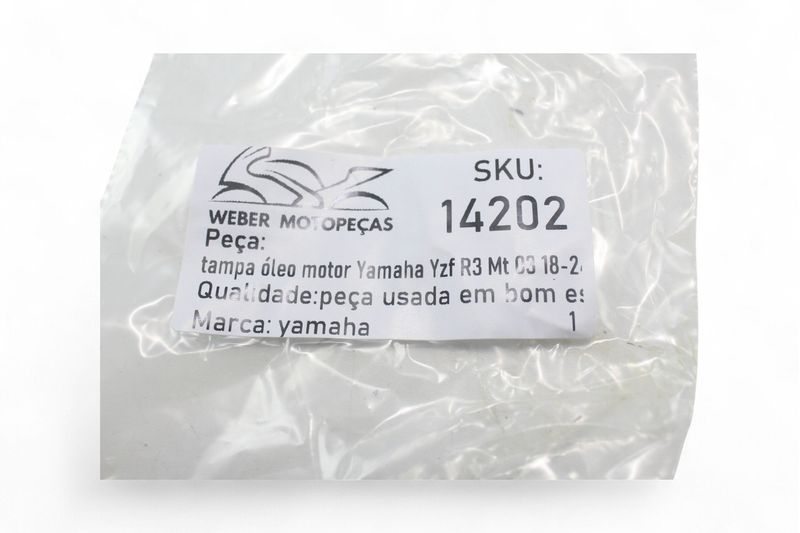 WEBER MOTOPEÇAS
SKU:
14202
Peça:
tampa óleo motor Yamaha Yzf R3 Mt 03 18-2
Qualidade:peça usada em bom es
Marca: yamaha
1